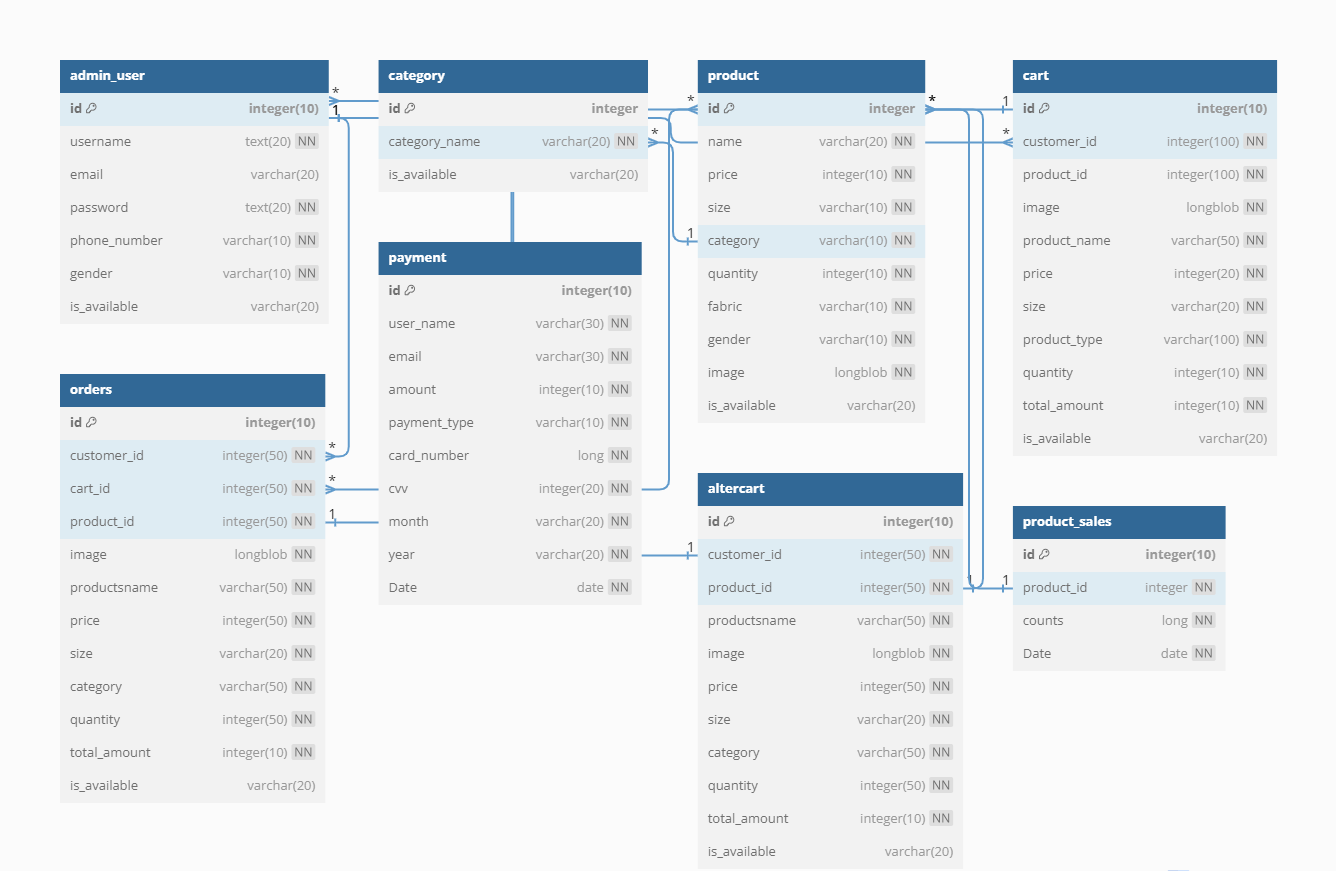 admin_user
id integer(10)
username text(20) NN
email varchar(20)
password text(20) NN
phone_number varchar(10) NN
gender varchar(10) NN
is_available varchar(20)
* 
1
category
id integer
category_name varchar(20) NN
is_available varchar(20)
*
*
1
product
id integer
name varchar(20) NN
price integer(10) NN
size varchar(10) NN
category varchar(10) NN
quantity integer(10) NN
fabric varchar(10) NN
gender varchar(10) NN
image longblob NN
is_available varchar(20)
*
1
*
cart
id integer(10)
customer_id integer(100) NN
product_id integer(100) NN
image longblob NN
product_name varchar(50) NN
price integer(20) NN
size varchar(20) NN
product_type varchar(100) NN
quantity integer(10) NN
total_amount integer(10) NN
is_available varchar(20)
payment
id integer(10)
user_name varchar(30) NN
email varchar(30) NN
amount integer(10) NN
payment_type varchar(10) NN
card_number long NN
cvv integer(20) NN
month varchar(20) NN
year varchar(20) NN
Date date NN
orders
id integer(10)
customer_id integer(50) NN *
cart_id integer(50) NN *
product_id integer(50) NN 1
image longblob NN
productsname varchar(50) NN
price integer(50) NN
size varchar(20) NN
category varchar(50) NN
quantity integer(50) NN
total_amount integer(10) NN
is_available varchar(20)
altercart
id integer(10)
1 customer_id integer(50) NN
product_id integer(50) NN 1
productsname varchar(50) NN
image longblob NN
price integer(50) NN
size varchar(20) NN
category varchar(50) NN
quantity integer(50) NN
total_amount integer(10) NN
is_available varchar(20)
product_sales
id integer(10)
1 product_id integer NN
counts long NN
Date date NN